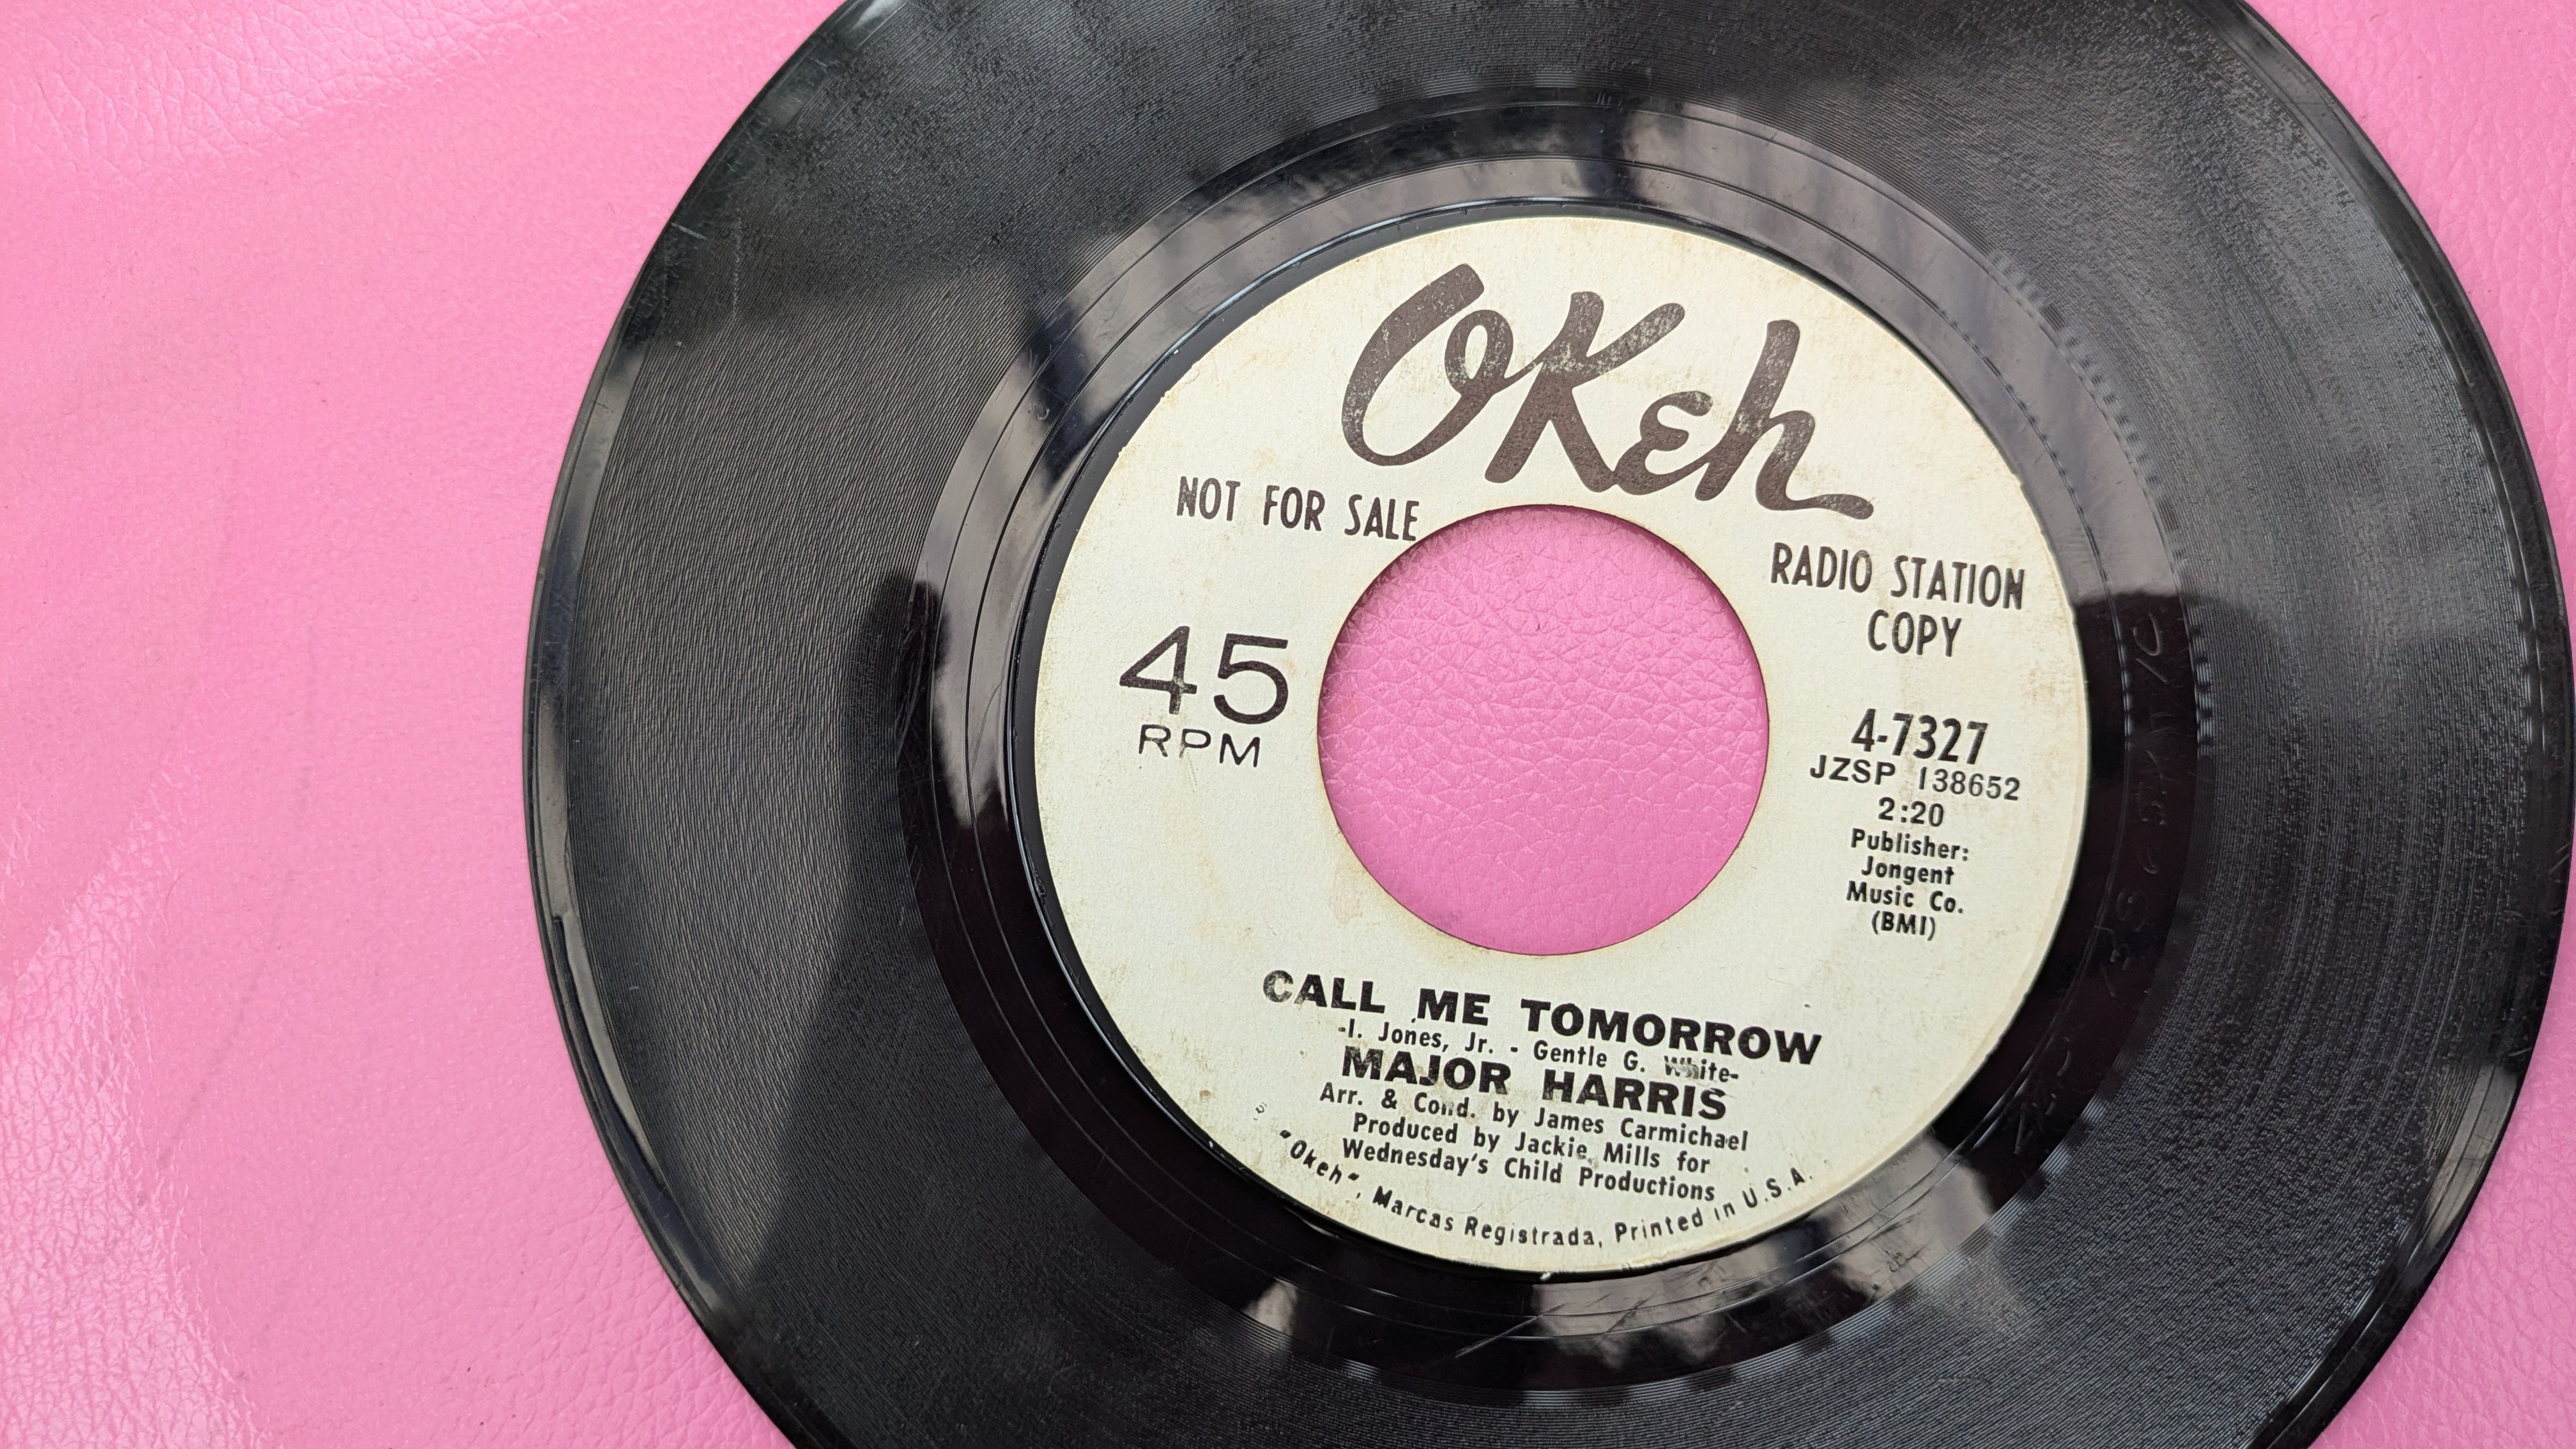 OKeh
NOT FOR SALE
RADIO STATION
COPY
45
RPM
4-7327
JZSP 138652
2:20
Publisher:
Jongent
Music Co.
(BMI)
CALL ME TOMORROW
-I. Jones, Jr. - Gentle G. White-
MAJOR HARRIS
Arr. & Cond. by James Carmichael
Produced by Jackie Mills for
Wednesday's Child Productions
"Okeh", Marcas Registrada, Printed in U.S.A.